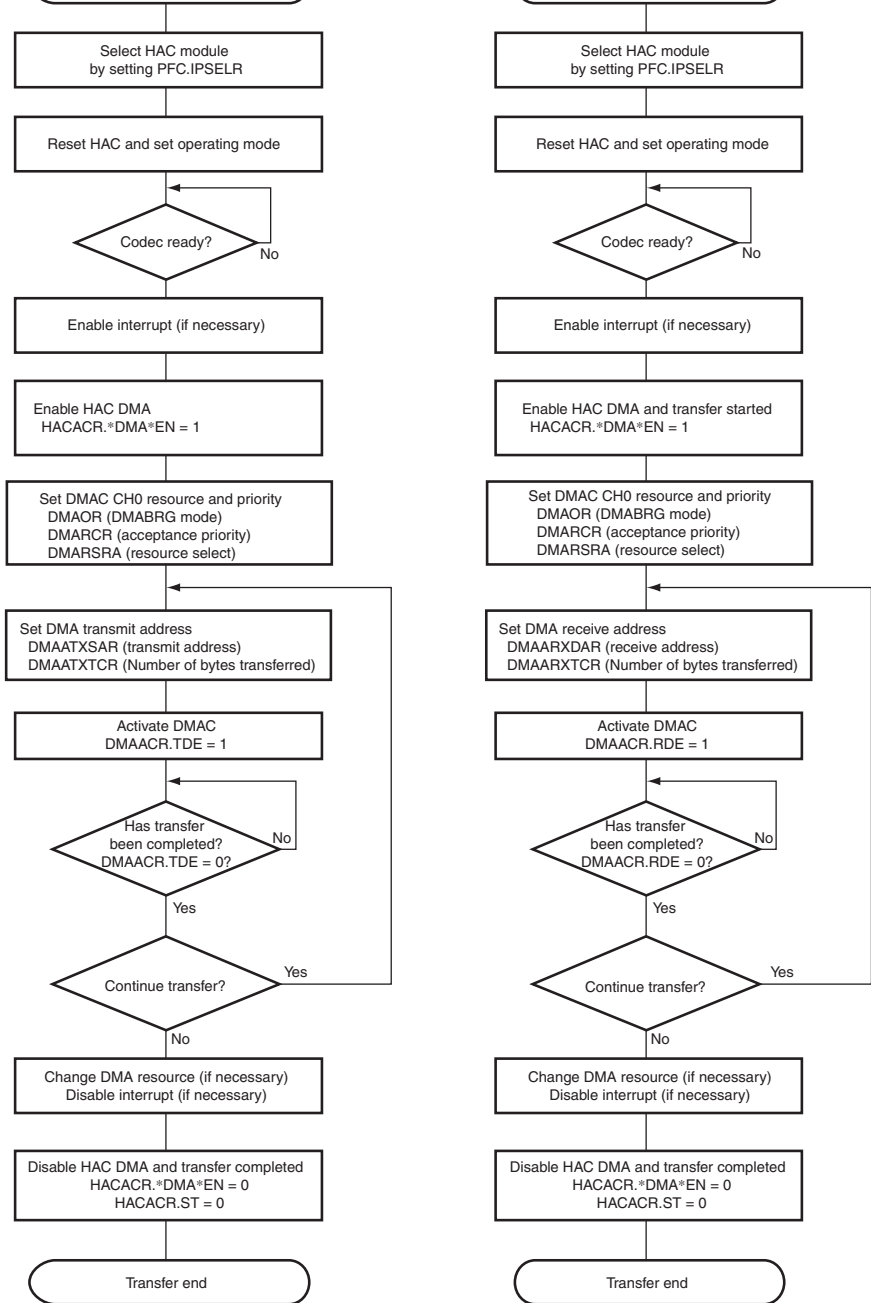 Select HAC module
by setting PFC.IPSELR
Reset HAC and set operating mode
Codec ready?
No
Enable interrupt (if necessary)
Enable HAC DMA
HACACR.*DMA*EN = 1
Set DMAC CH0 resource and priority
DMAOR (DMABRG mode)
DMARCR (acceptance priority)
DMARSRA (resource select)
Set DMA transmit address
DMAATXSAR (transmit address)
DMAATXTCR (Number of bytes transferred)
Activate DMAC
DMAACR.TDE = 1
Has transfer
been completed?
DMAACR.TDE = 0?
No
Yes
Continue transfer?
Yes
No
Change DMA resource (if necessary)
Disable interrupt (if necessary)
Disable HAC DMA and transfer completed
HACACR.*DMA*EN = 0
HACACR.ST = 0
Transfer end
Select HAC module
by setting PFC.IPSELR
Reset HAC and set operating mode
Codec ready?
No
Enable interrupt (if necessary)
Enable HAC DMA and transfer started
HACACR.*DMA*EN = 1
Set DMAC CH0 resource and priority
DMAOR (DMABRG mode)
DMARCR (acceptance priority)
DMARSRA (resource select)
Set DMA receive address
DMAARXDAR (receive address)
DMAARXTCR (Number of bytes transferred)
Activate DMAC
DMAACR.RDE = 1
Has transfer
been completed?
DMAACR.RDE = 0?
No
Yes
Continue transfer?
Yes
No
Change DMA resource (if necessary)
Disable interrupt (if necessary)
Disable HAC DMA and transfer completed
HACACR.*DMA*EN = 0
HACACR.ST = 0
Transfer end